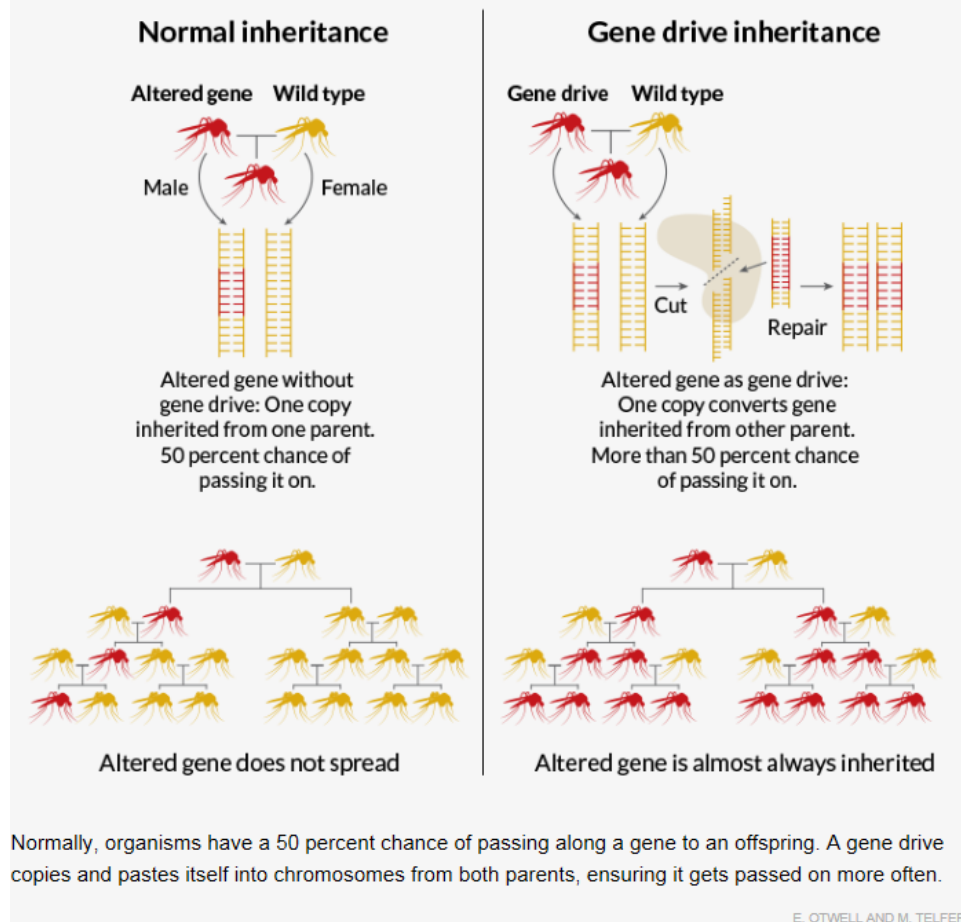 Normal inheritance
Altered gene Wild type
Male
Female
Altered gene without
gene drive: One copy
inherited from one parent.
50 percent chance of
passing it on.
Altered gene does not spread
Gene drive inheritance
Gene drive Wild type
Cut
Repair
Altered gene as gene drive:
One copy converts gene
inherited from other parent.
More than 50 percent chance
of passing it on.
Altered gene is almost always inherited
Normally, organisms have a 50 percent chance of passing along a gene to an offspring. A gene drive
copies and pastes itself into chromosomes from both parents, ensuring it gets passed on more often.
E. OTWELL AND M. TELFER